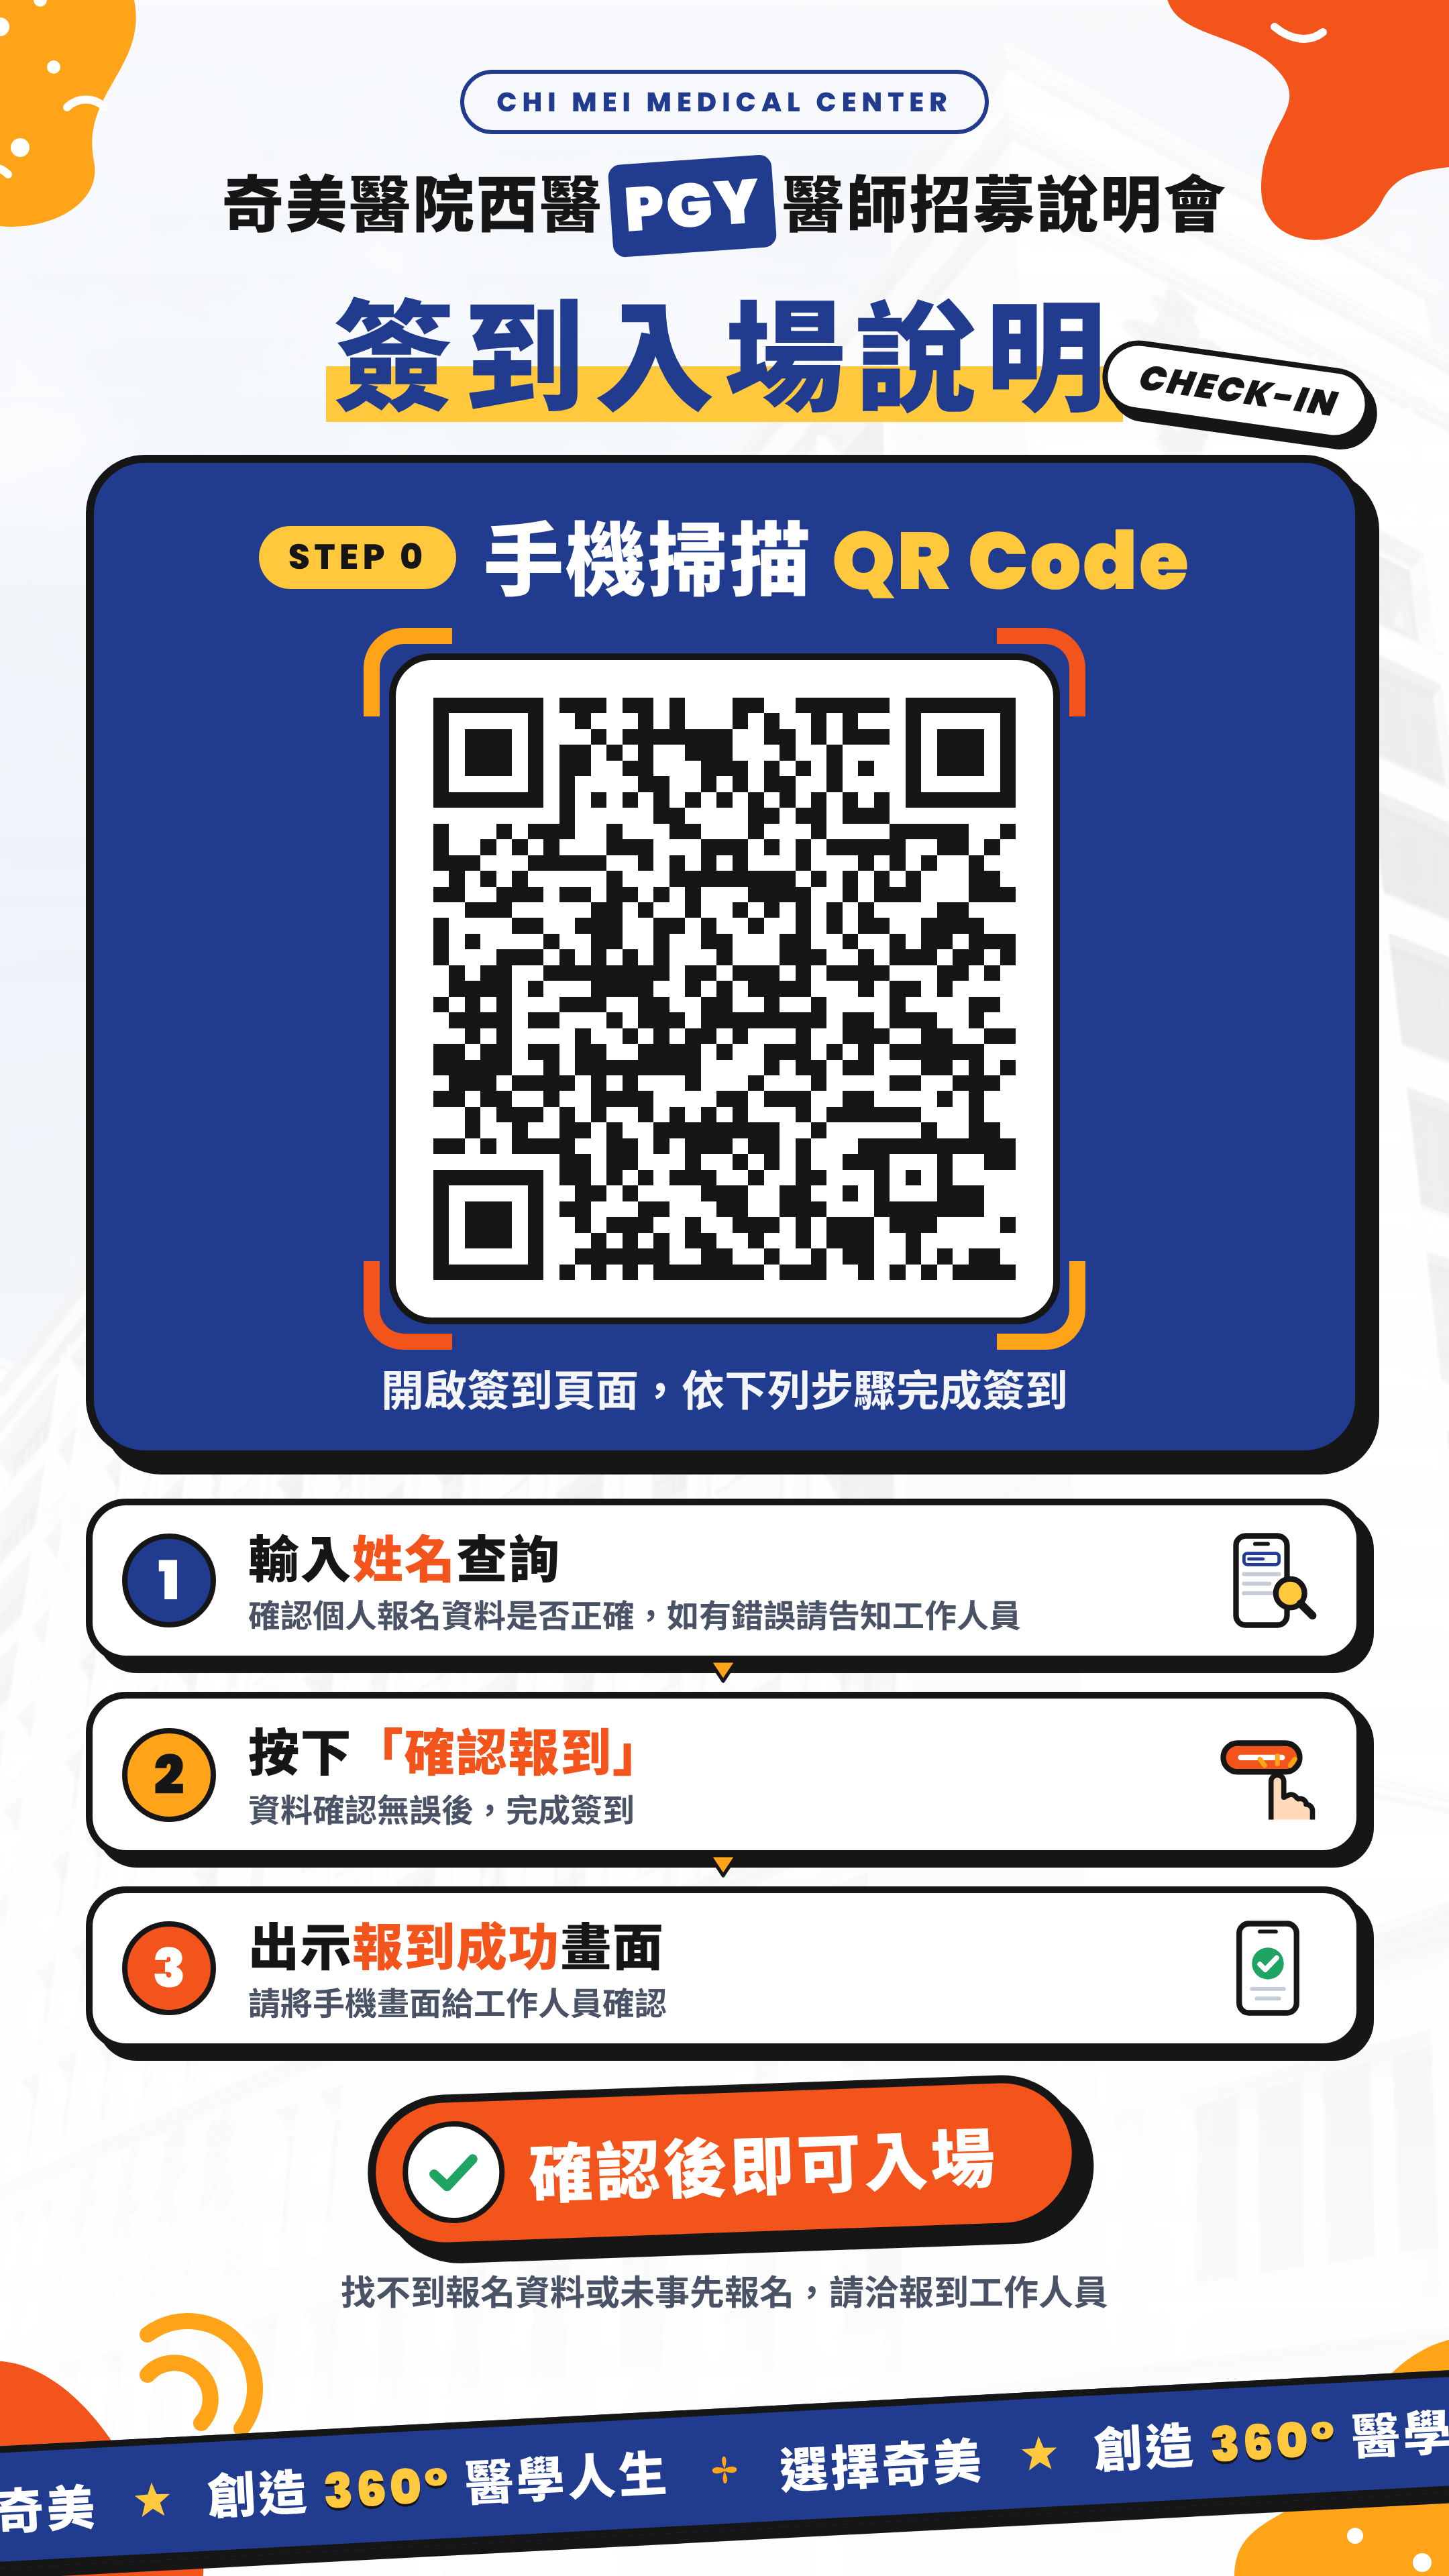 CHI MEI MEDICAL CENTER
奇美醫院西醫PGY醫師招募說明會
簽到入場說明
CHECK-IN
STEP 0 手機掃描 QR Code
開啟簽到頁面，依下列步驟完成簽到
1
輸入姓名查詢
確認個人報名資料是否正確，如有錯誤請告知工作人員
2
按下「確認報到」
資料確認無誤後，完成簽到
3
出示報到成功畫面
請將手機畫面給工作人員確認
確認後即可入場
找不到報名資料或未事先報名，請洽報到工作人員
奇美 ★ 創造 360° 醫學人生 選擇奇美 ★ 創造 360° 醫學